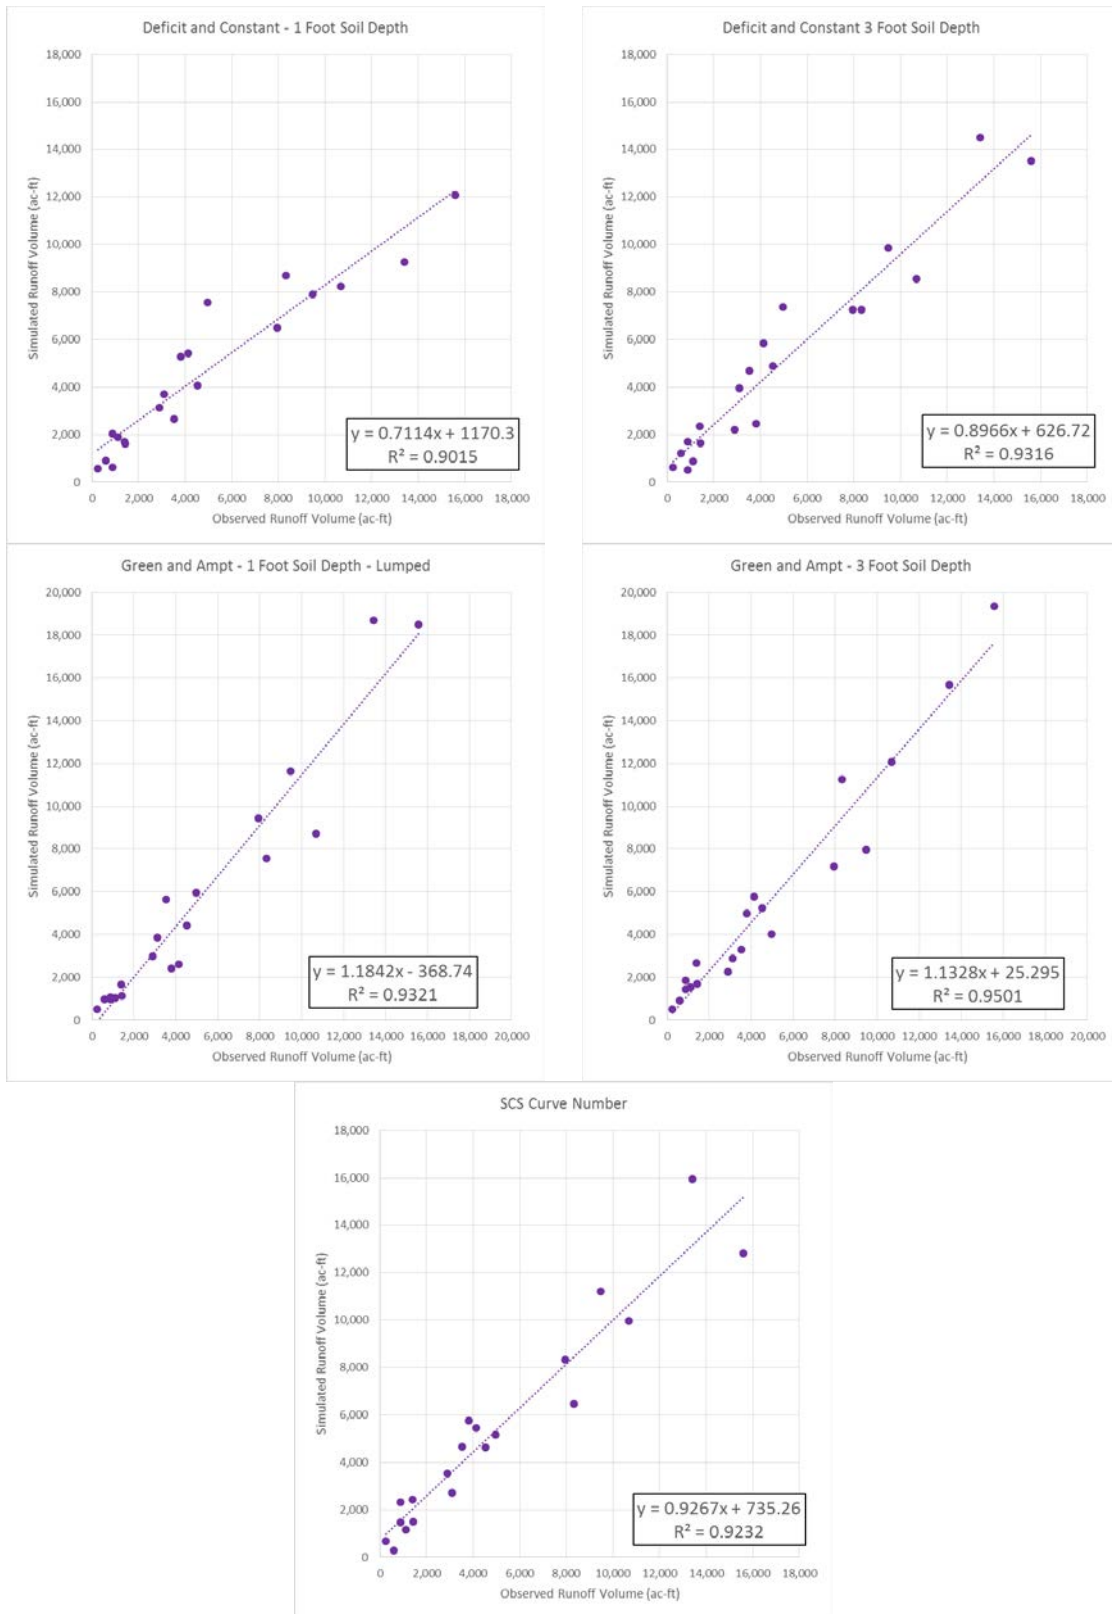 Deficit and Constant - 1 Foot Soil Depth
18,000
16,000
14,000
12,000
10,000
8,000
6,000
4,000
2,000
0
Simulated Runoff Volume (ac-ft)
y = 0.7114x + 1170.3
R² = 0.9015
0 2,000 4,000 6,000 8,000 10,000 12,000 14,000 16,000 18,000
Observed Runoff Volume (ac-ft)
Deficit and Constant 3 Foot Soil Depth
18,000
16,000
14,000
12,000
10,000
8,000
6,000
4,000
2,000
0
Simulated Runoff Volume (ac-ft)
y = 0.8966x + 626.72
R² = 0.9316
0 2,000 4,000 6,000 8,000 10,000 12,000 14,000 16,000 18,000
Observed Runoff Volume (ac-ft)
Green and Ampt - 1 Foot Soil Depth - Lumped
20,000
18,000
16,000
14,000
12,000
10,000
8,000
6,000
4,000
2,000
0
Simulated Runoff Volume (ac-ft)
y = 1.1842x - 368.74
R² = 0.9321
0 2,000 4,000 6,000 8,000 10,000 12,000 14,000 16,000 18,000 20,000
Observed Runoff Volume (ac-ft)
Green and Ampt - 3 Foot Soil Depth
20,000
18,000
16,000
14,000
12,000
10,000
8,000
6,000
4,000
2,000
0
Simulated Runoff Volume (ac-ft)
y = 1.1328x + 25.295
R² = 0.9501
0 2,000 4,000 6,000 8,000 10,000 12,000 14,000 16,000 18,000 20,000
Observed Runoff Volume (ac-ft)
SCS Curve Number
18,000
16,000
14,000
12,000
10,000
8,000
6,000
4,000
2,000
0
Simulated Runoff Volume (ac-ft)
y = 0.9267x + 735.26
R² = 0.9232
0 2,000 4,000 6,000 8,000 10,000 12,000 14,000 16,000 18,000
Observed Runoff Volume (ac-ft)